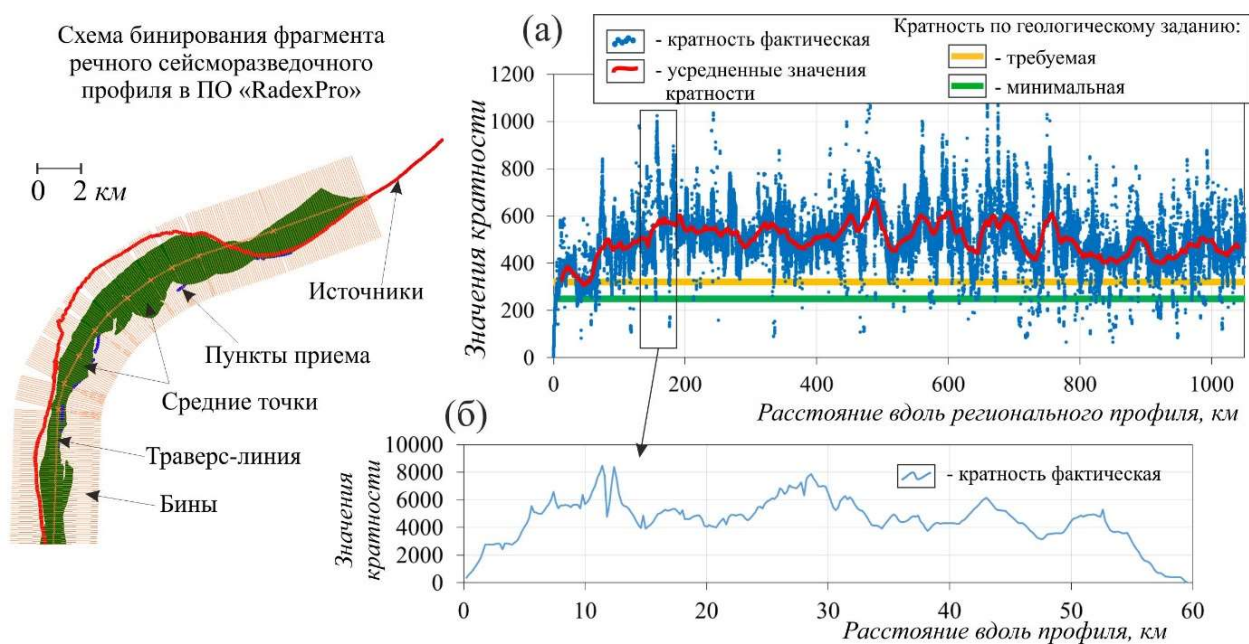 Схема бинирования фрагмента
речного сейсморазведочного
профиля в ПО «RadexPro»
0 2 км
Источники
Пункты приема
Средние точки
Траверс-линия
Бины
(а)
- кратность фактическая
- усредненные значения
кратности
Кратность по геологическому заданию:
- требуемая
- минимальная
Значения кратности
1200
1000
800
600
400
200
0
0 200 400 600 800 1000
Расстояние вдоль регионального профиля, км
(б)
Значения
кратности
- кратность фактическая
10000
8000
6000
4000
2000
0
0 10 20 30 40 50 60
Расстояние вдоль профиля, км